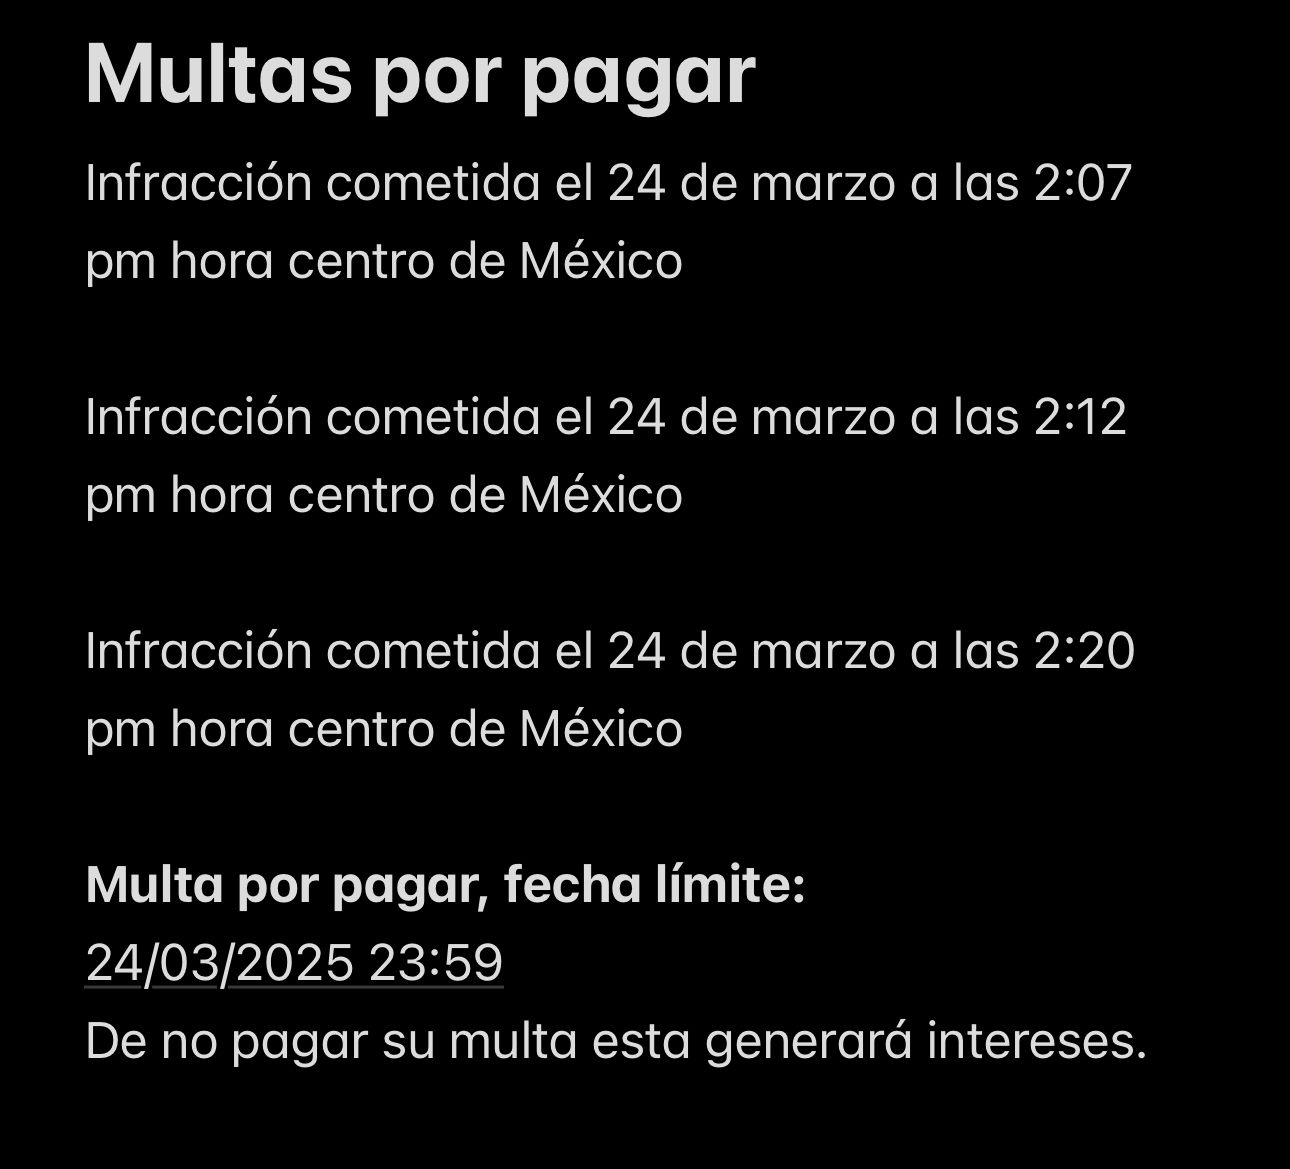 Multas por pagar
Infracción cometida el 24 de marzo a las 2:07
pm hora centro de México
Infracción cometida el 24 de marzo a las 2:12
pm hora centro de México
Infracción cometida el 24 de marzo a las 2:20
pm hora centro de México
Multa por pagar, fecha límite:
24/03/2025 23:59
De no pagar su multa esta generará intereses.